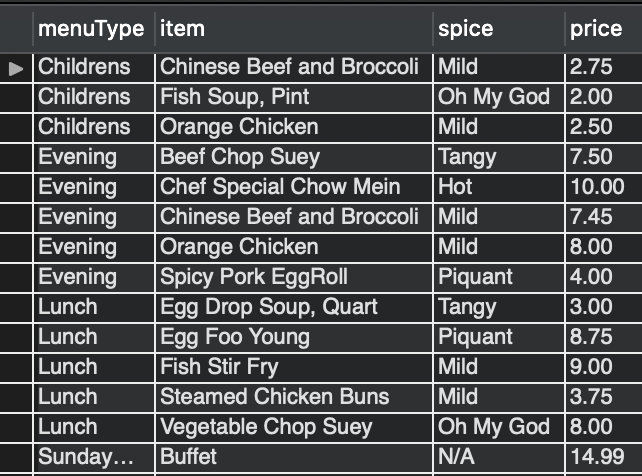 menuType item spice price
Childrens Chinese Beef and Broccoli Mild 2.75
Childrens Fish Soup, Pint Oh My God 2.00
Childrens Orange Chicken Mild 2.50
Evening Beef Chop Suey Tangy 7.50
Evening Chef Special Chow Mein Hot 10.00
Evening Chinese Beef and Broccoli Mild 7.45
Evening Orange Chicken Mild 8.00
Evening Spicy Pork EggRoll Piquant 4.00
Lunch Egg Drop Soup, Quart Tangy 3.00
Lunch Egg Foo Young Piquant 8.75
Lunch Fish Stir Fry Mild 9.00
Lunch Steamed Chicken Buns Mild 3.75
Lunch Vegetable Chop Suey Oh My God 8.00
Sunday... Buffet N/A 14.99